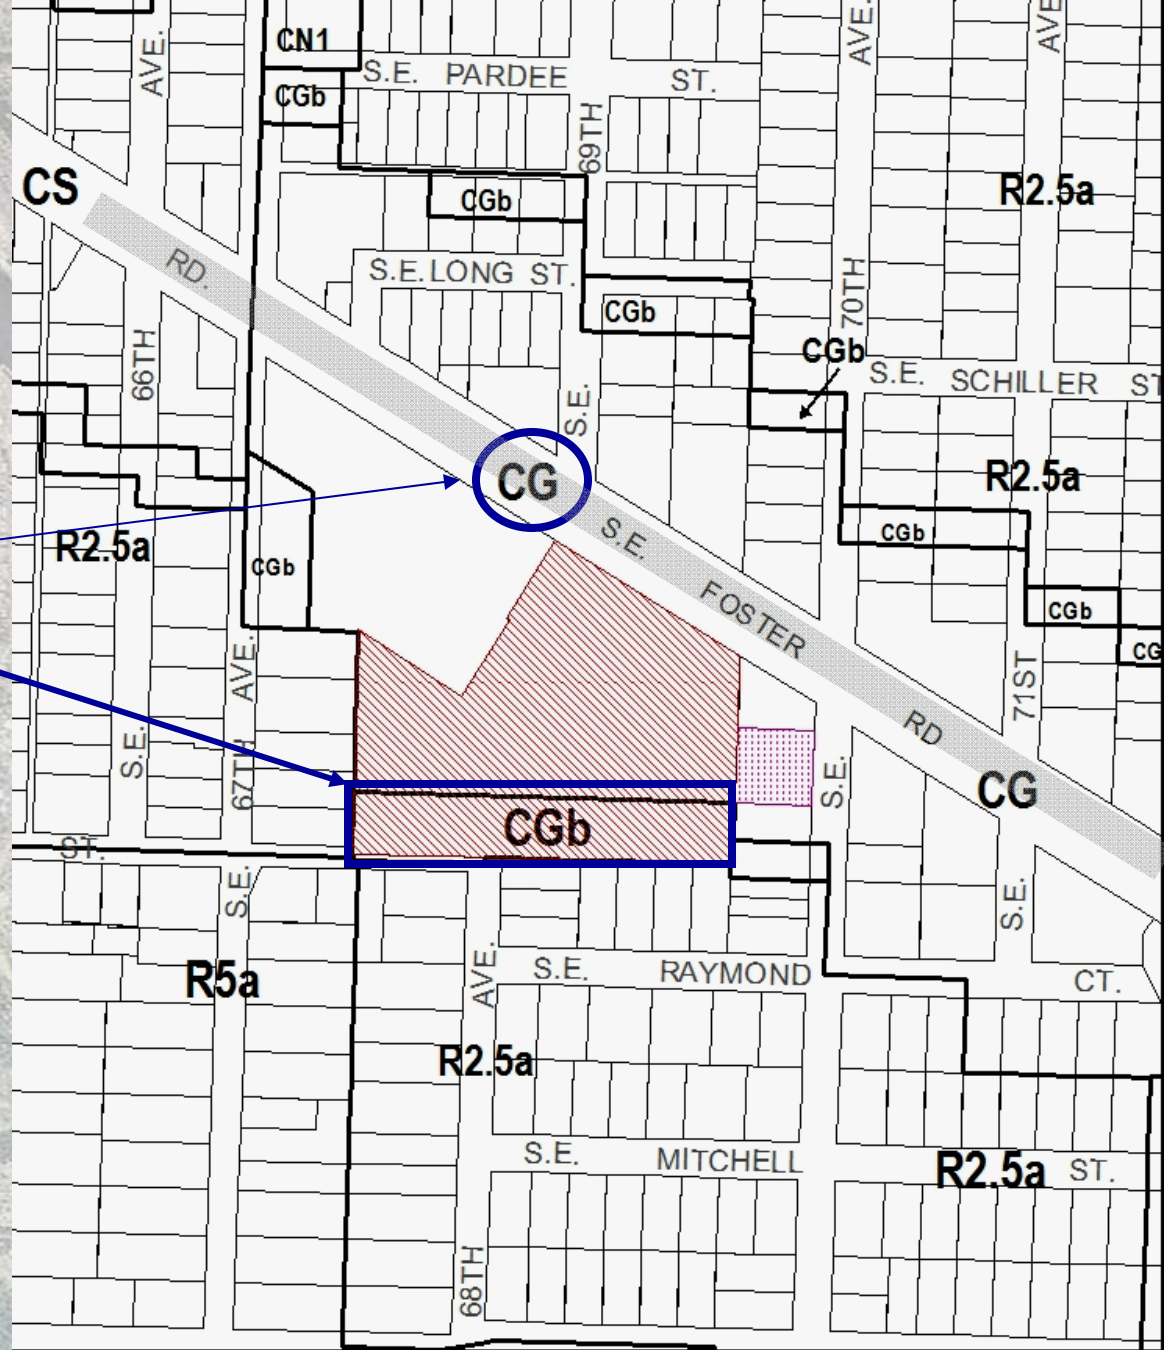 CN1
AVE.
AVE.
AVE
S.E. PARDEE ST.
CGb
69TH
CS
CGb
R2.5a
RD.
S.E. LONG ST.
70TH
CGb
66TH
CGb
S.E. SCHILLER ST
S.E.
CG
R2.5a
S.E.
CGb
R2.5a
CGb
FOSTER
CGb
CG
AVE.
71ST
RD
S.E.
67TH
S.E.
CG
CGb
ST.
S.E.
S.E.
R5a
AVE.
S.E. RAYMOND CT.
R2.5a
S.E. MITCHELL ST.
R2.5a
68TH